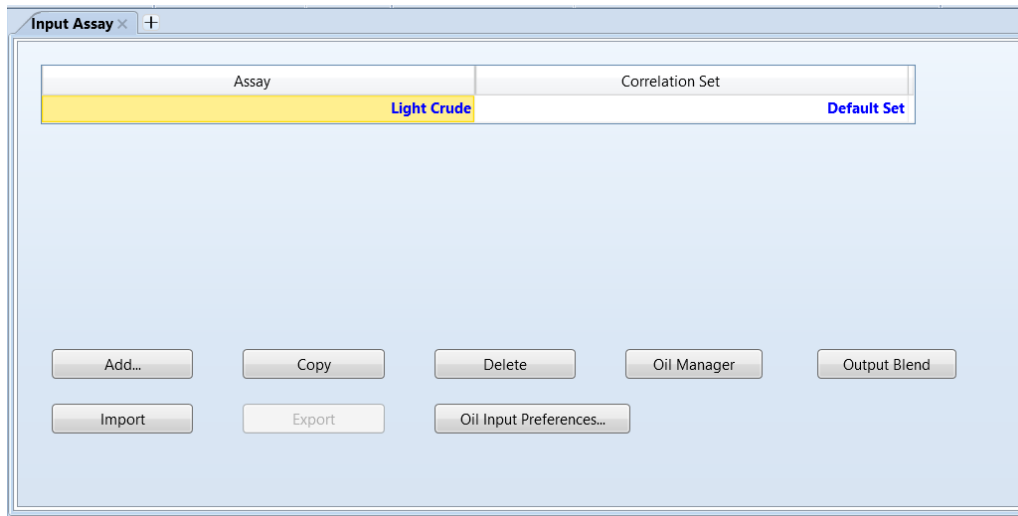 Input Assay
Assay Correlation Set
Light Crude Default Set
Add... Copy Delete Oil Manager Output Blend
Import Export Oil Input Preferences...